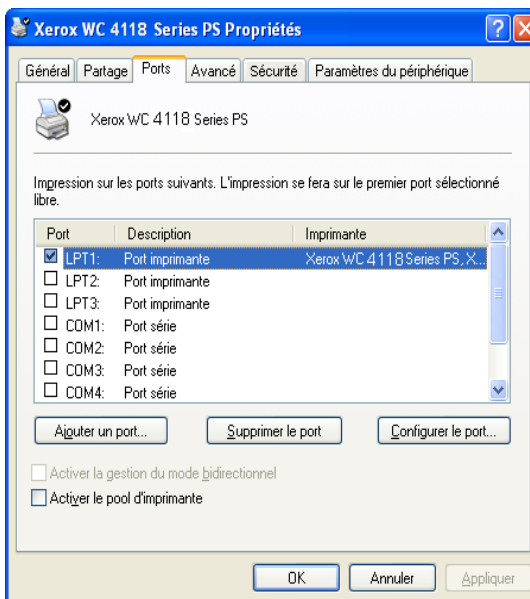 Xerox WC 4118 Series PS Propriétés
Général Partage Ports Avancé Sécurité Paramètres du périphérique
Xerox WC 4118 Series PS
Impression sur les ports suivants. L'impression se fera sur le premier port sélectionné
libre.
Port Description Imprimante
LPT1: Port imprimante Xerox WC 4118 Series PS, X...
LPT2: Port imprimante
LPT3: Port imprimante
COM1: Port série
COM2: Port série
COM3: Port série
COM4: Port série
Ajouter un port... Supprimer le port Configurer le port...
Activer la gestion du mode bidirectionnel
Activer le pool d'imprimante
OK Annuler Appliquer